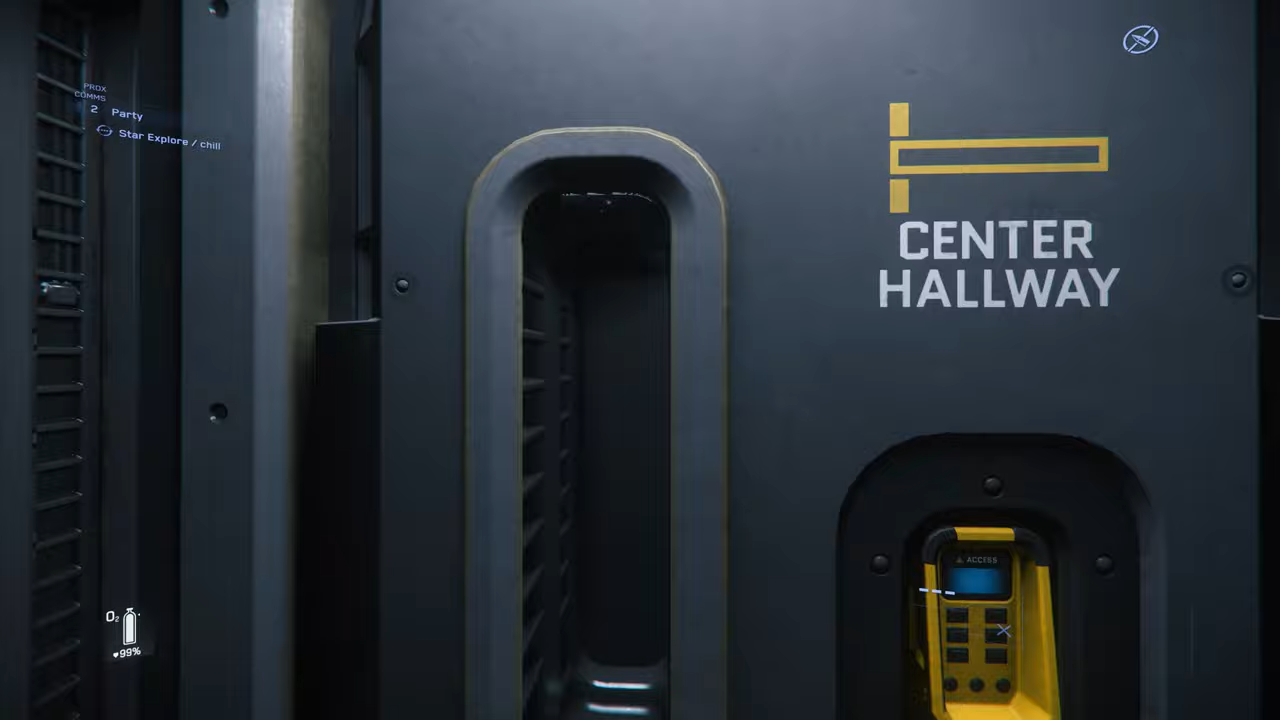 PROX
COMMS
2 Party
Star Explore / chill
CENTER
HALLWAY
ACCESS
O₂
99%